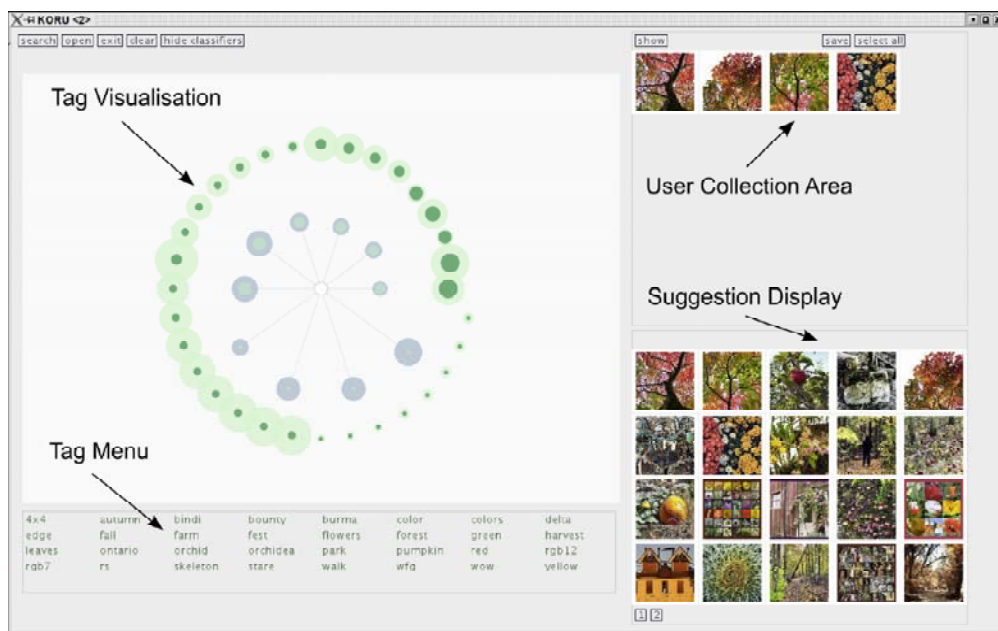 X-¤ KORU <2>
search open exit clear hide classifiers
show save select all
Tag Visualisation
User Collection Area
Suggestion Display
Tag Menu
4x4 autumn bindi bounty burma color colors delta
edge fall farm fest flowers forest green harvest
leaves ontario orchid orchidea park pumpkin red rgb12
rgb7 rs skeleton stare walk wfg wow yellow
1 2